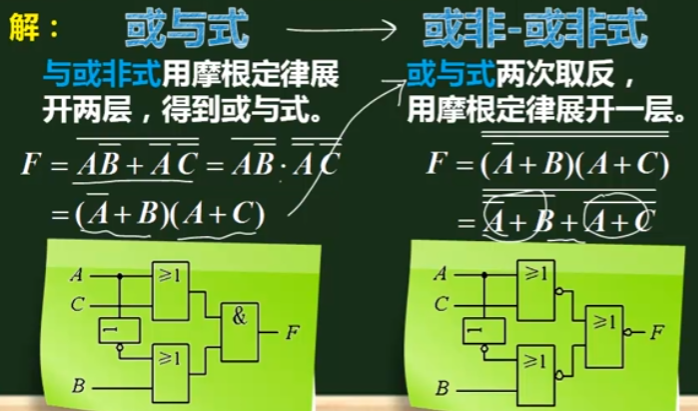 解：
或与式 → 或非-或非式
与或非式用摩根定律展
开两层，得到或与式。
F = \overline{A\overline{B} + \overline{A}\,\overline{C}} = \overline{A\overline{B}} · \overline{\overline{A}\,\overline{C}}
= (\overline{A} + B)(A + C)
或与式两次取反，
用摩根定律展开一层。
F = \overline{\overline{(\overline{A} + B)(A + C)}}
= \overline{\overline{\overline{A} + B} + \overline{A + C}}
A
≥1
C
1
&
F
≥1
B
A
≥1
C
1
≥1
F
≥1
B